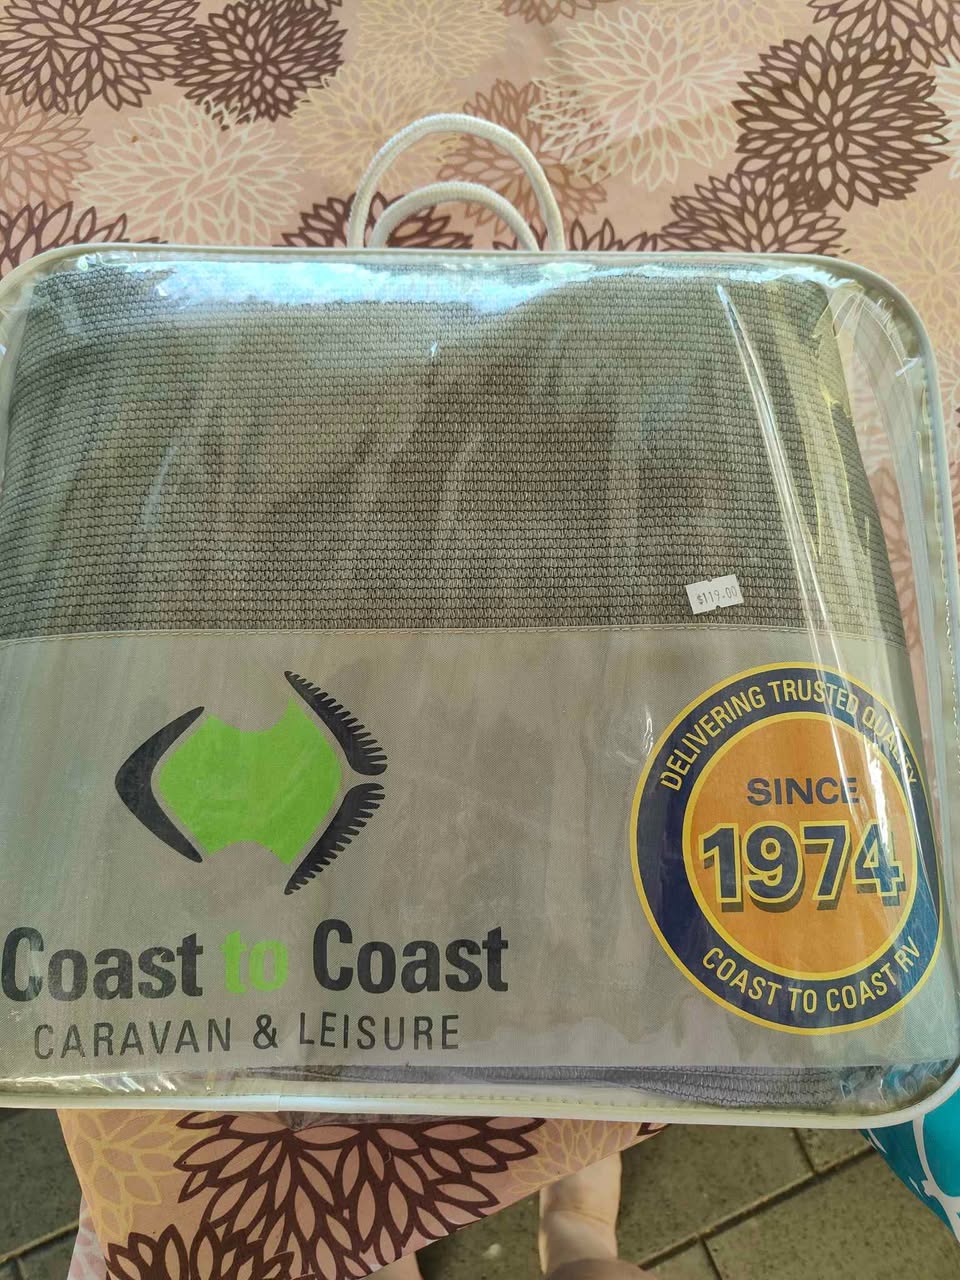 $119.00
DELIVERING TRUSTED QUALITY
SINCE
1974
COAST TO COAST RV
Coast to Coast
CARAVAN & LEISURE